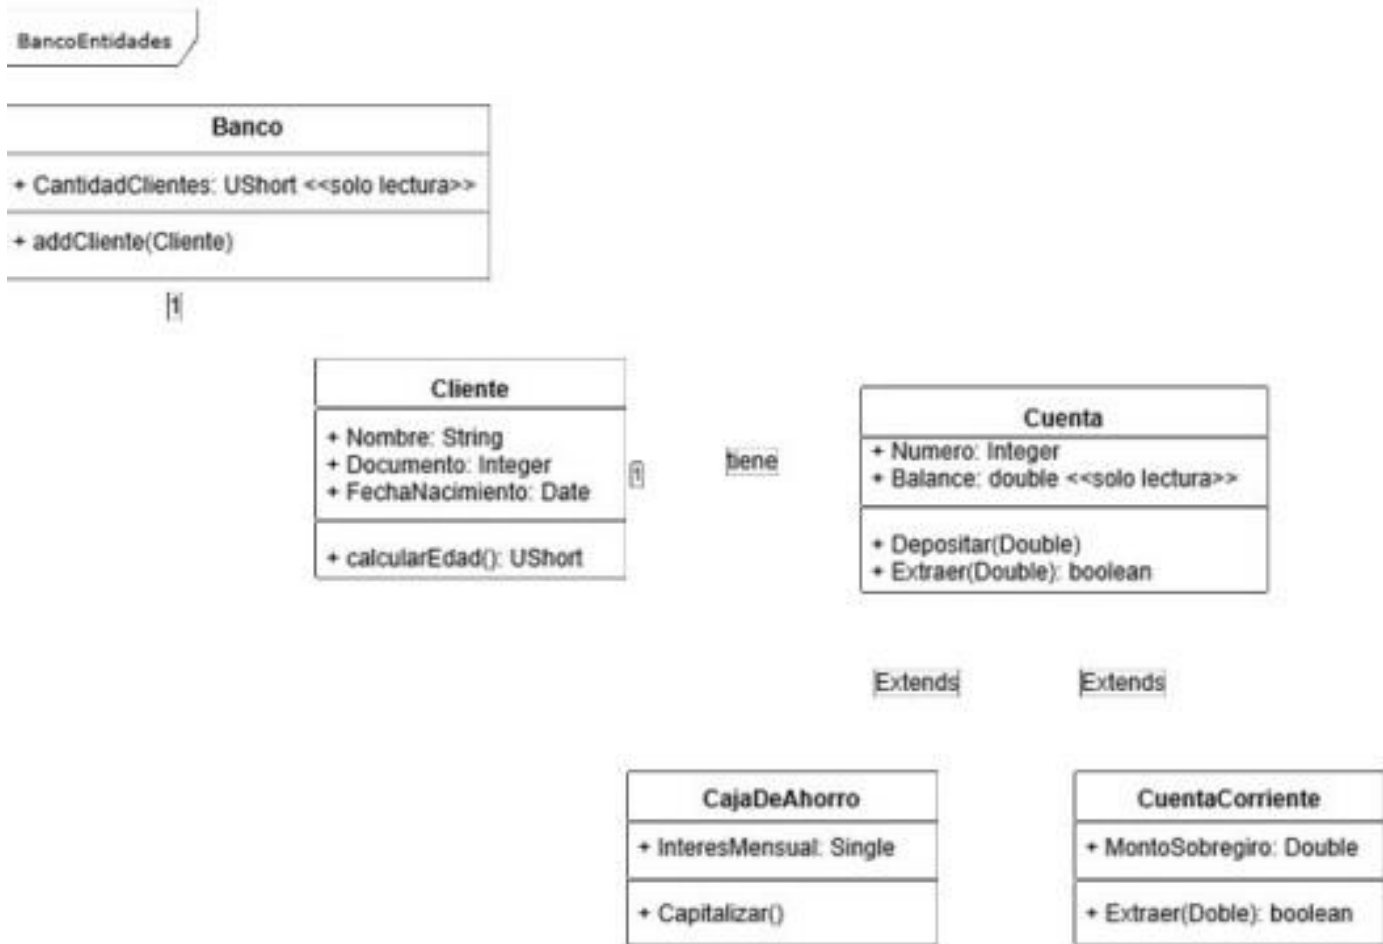 BancoEntidades
Banco
+ CantidadClientes: UShort <<solo lectura>>
+ addCliente(Cliente)
1
Cliente
+ Nombre: String
+ Documento: Integer
+ FechaNacimiento: Date
+ calcularEdad(): UShort
1
tiene
Cuenta
+ Numero: Integer
+ Balance: double <<solo lectura>>
+ Depositar(Double)
+ Extraer(Double): boolean
Extends
Extends
CajaDeAhorro
+ InteresMensual: Single
+ Capitalizar()
CuentaCorriente
+ MontoSobregiro: Double
+ Extraer(Doble): boolean